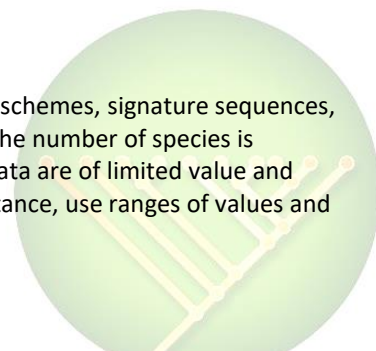 schemes, signature sequences,
he number of species is
ata are of limited value and
tance, use ranges of values and